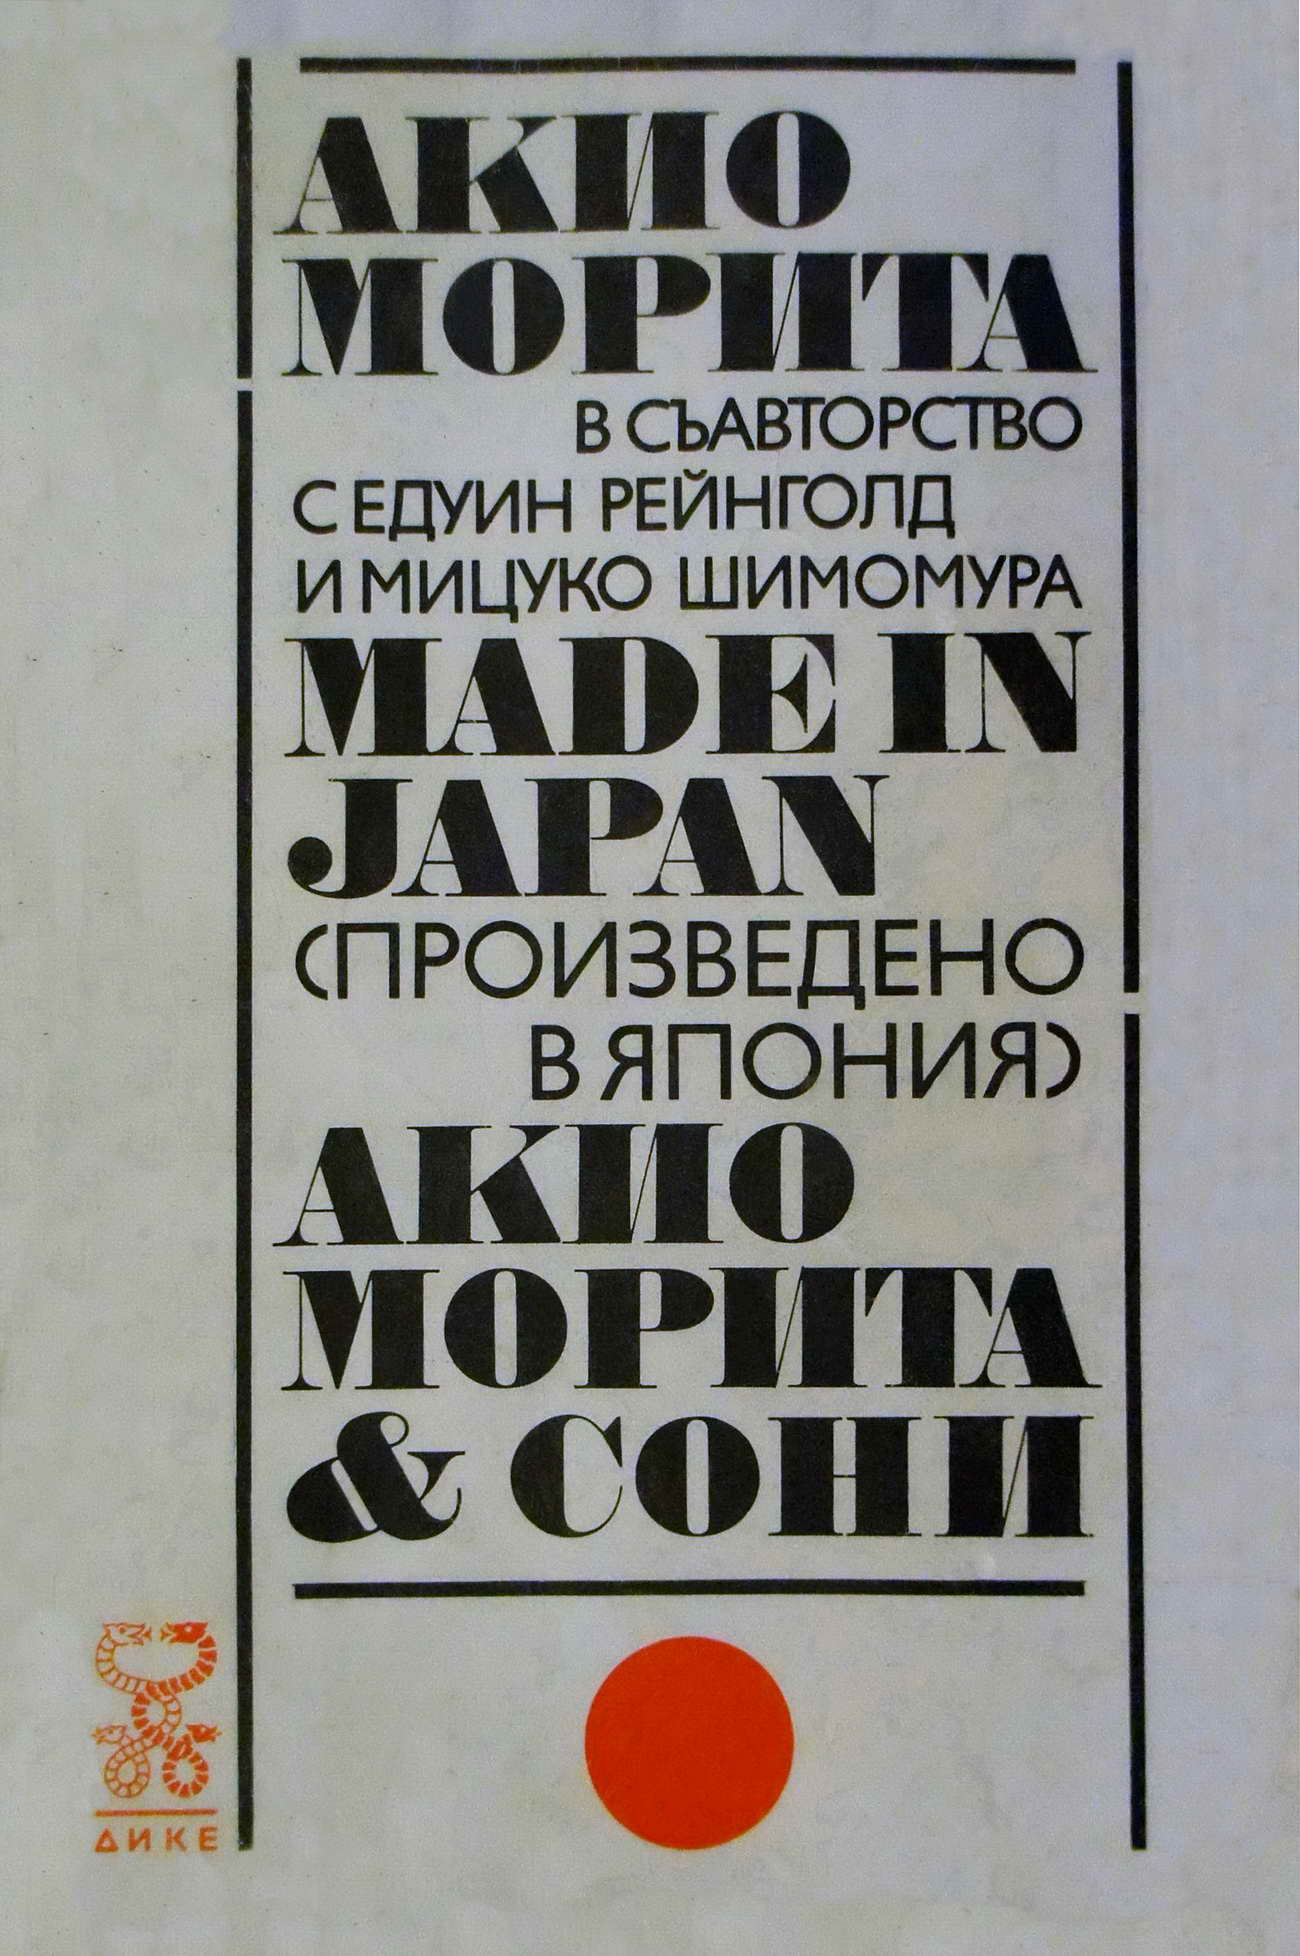 АКИО
МОРИТА
В СЪАВТОРСТВО
С ЕДУИН РЕЙНГОЛД
И МИЦУКО ШИМОМУРА
MADE IN
JAPAN
(ПРОИЗВЕДЕНО
В ЯПОНИЯ)
АКИО
МОРИТА
& СОНИ
ДИКЕ